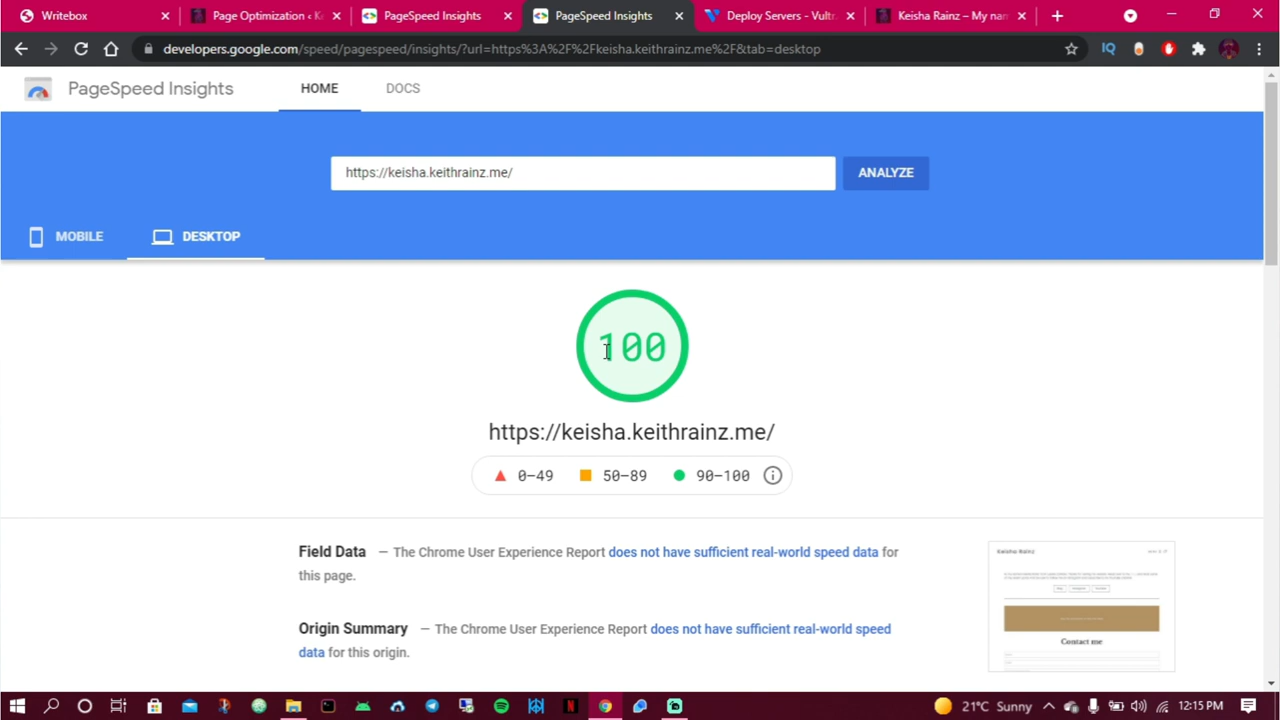 Writebox
Page Optimization ‹ K
PageSpeed Insights
PageSpeed Insights
Deploy Servers - Vultr.
Keisha Rainz – My nam
developers.google.com/speed/pagespeed/insights/?url=https%3A%2F%2Fkeisha.keithrainz.me%2F&tab=desktop
IQ
PageSpeed Insights
HOME
DOCS
https://keisha.keithrainz.me/
ANALYZE
MOBILE
DESKTOP
100
https://keisha.keithrainz.me/
0–49
50–89
90–100
Field Data — The Chrome User Experience Report does not have sufficient real-world speed data for
this page.
Origin Summary — The Chrome User Experience Report does not have sufficient real-world speed
data for this origin.
Keisha Rainz
Contact me
21°C Sunny
12:15 PM